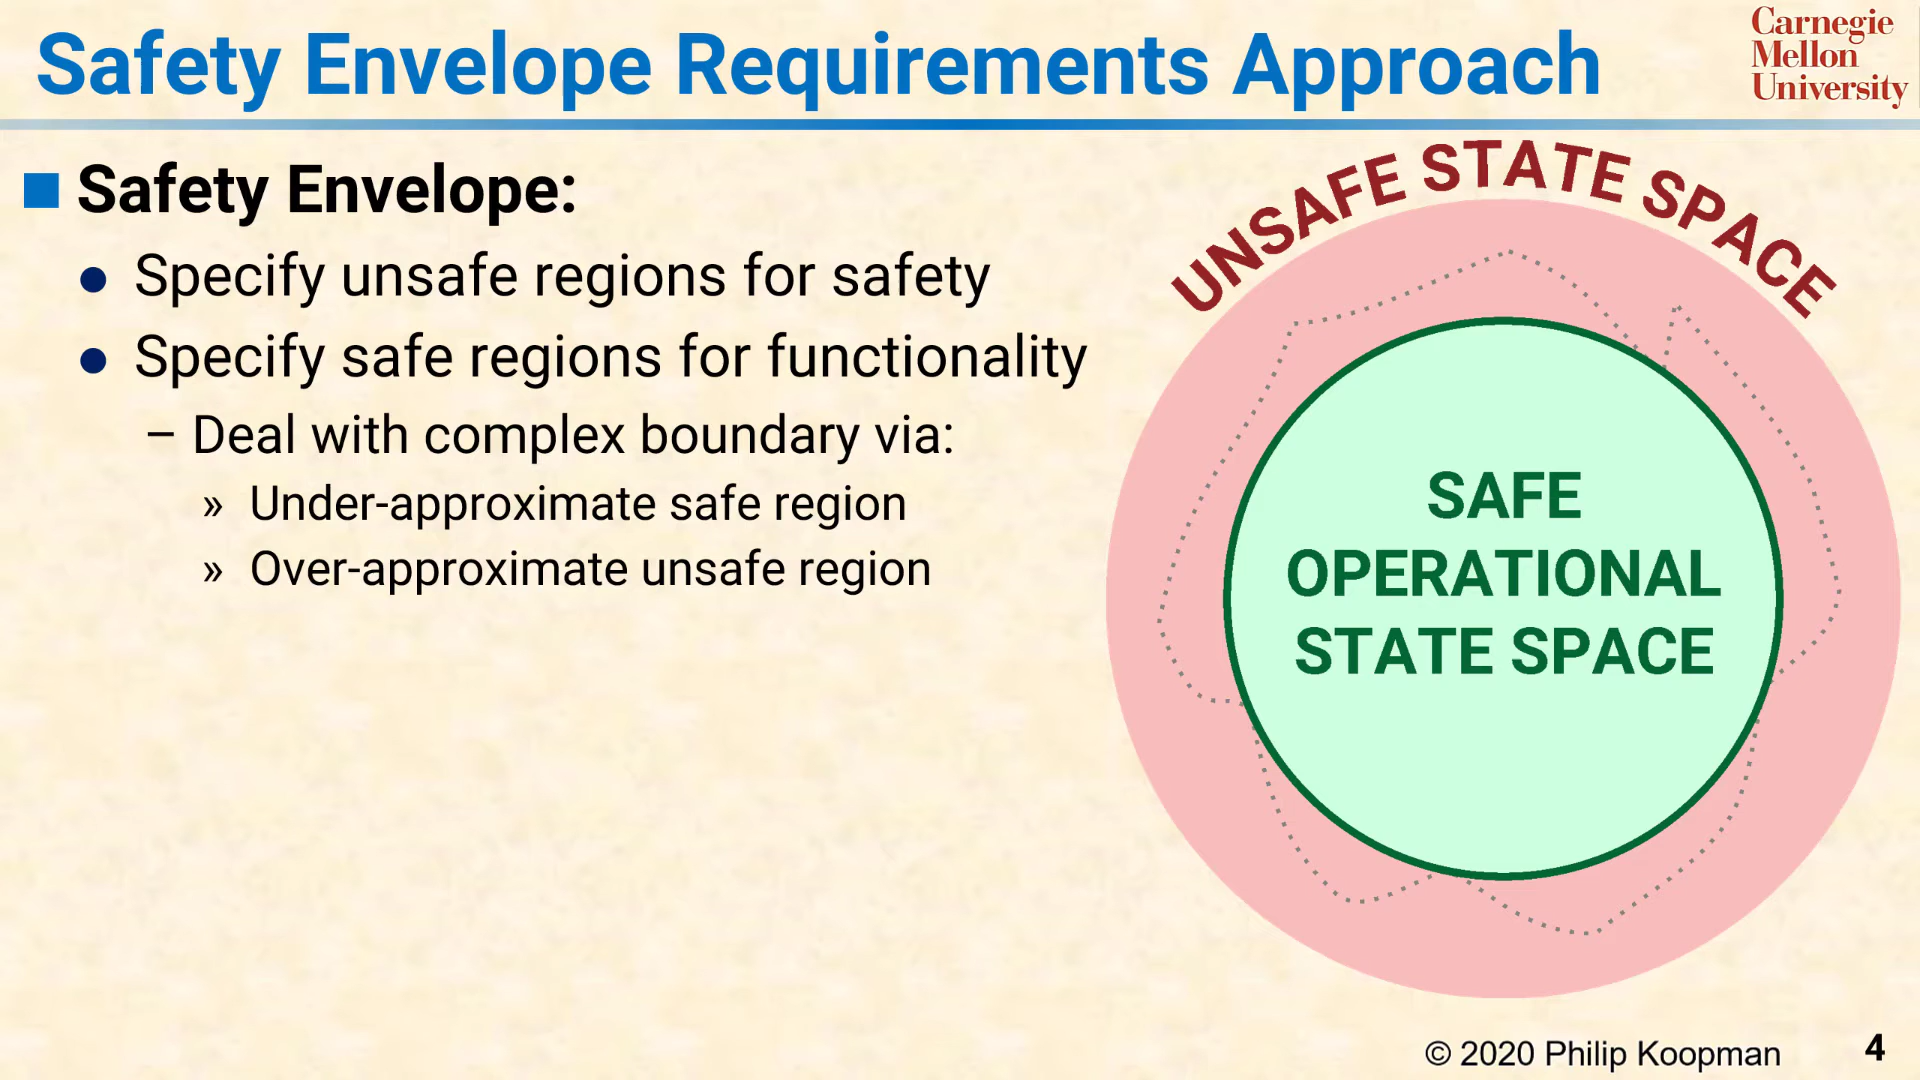 Safety Envelope Requirements Approach
Carnegie
Mellon
University
■ Safety Envelope:
● Specify unsafe regions for safety
● Specify safe regions for functionality
– Deal with complex boundary via:
» Under-approximate safe region
» Over-approximate unsafe region
UNSAFE STATE SPACE
SAFE
OPERATIONAL
STATE SPACE
© 2020 Philip Koopman
4